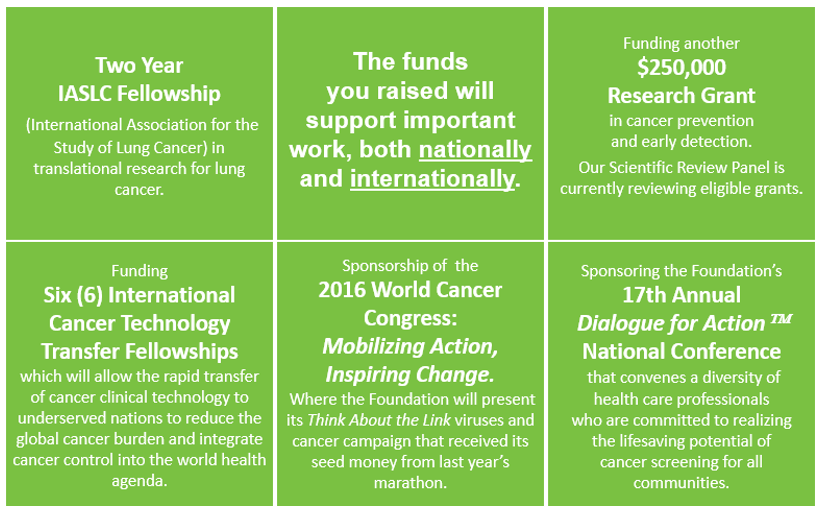 Two Year
IASLC Fellowship
(International Association for the
Study of Lung Cancer) in
translational research for lung
cancer.
The funds
you raised will
support important
work, both nationally
and internationally.
Funding another
$250,000
Research Grant
in cancer prevention
and early detection.
Our Scientific Review Panel is
currently reviewing eligible grants.
Funding
Six (6) International
Cancer Technology
Transfer Fellowships
which will allow the rapid transfer
of cancer clinical technology to
underserved nations to reduce the
global cancer burden and integrate
cancer control into the world health
agenda.
Sponsorship of the
2016 World Cancer
Congress:
Mobilizing Action,
Inspiring Change.
Where the Foundation will present
its Think About the Link viruses and
cancer campaign that received its
seed money from last year’s
marathon.
Sponsoring the Foundation’s
17th Annual
Dialogue for Action™
National Conference
that convenes a diversity of
health care professionals
who are committed to realizing
the lifesaving potential of
cancer screening for all
communities.